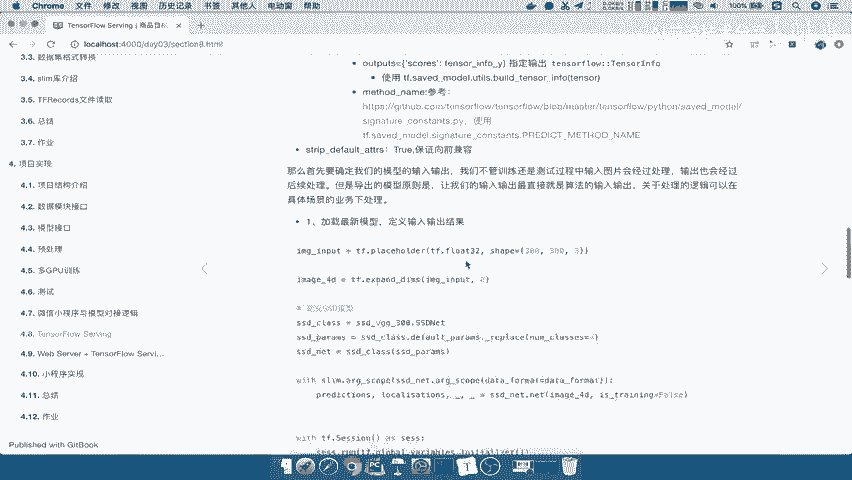 Chrome 文件 修改 视图 历史记录 书签 其他人 电动窗 帮助
100%
TensorFlow Serving | 商品目标
localhost:4000/day03/section8.html
3.3. 数据集格式转换
3.4. slim库介绍
3.5. TFRecords文件读取
3.6. 总结
3.7. 作业
4. 项目实现
4.1. 项目结构介绍
4.2. 数据模块接口
4.3. 模型接口
4.4. 预处理
4.5. 多GPU训练
4.6. 测试
4.7. 微信小程序与模型对接逻辑
4.8. TensorFlow Serving
4.9. Web Server + TensorFlow Servi...
4.10. 小程序实现
4.11. 总结
4.12. 作业
Published with GitBook
outputs={'scores': tensor_info_y} 指定输出 tensorflow::TensorInfo
使用 tf.saved_model.utils.build_tensor_info(tensor)
method_name:参考:
https://github.com/tensorflow/tensorflow/blob/master/tensorflow/python/saved_model/
signature_constants.py，使用
tf.saved_model.signature_constants.PREDICT_METHOD_NAME
strip_default_attrs：True,保证向前兼容
那么首先要确定我们的模型的输入输出，我们不管训练还是测试过程中输入图片会经过处理，输出也会经过
后续处理。但是导出的模型原则是，让我们的输入输出最直接就是算法的输入输出，关于处理的逻辑可以在
具体场景的业务下处理。
1、加载最新模型，定义输入输出结果
img_input = tf.placeholder(tf.float32, shape=(300, 300, 3))
image_4d = tf.expand_dims(img_input, 0)
ssd_class = ssd_vgg_300.SSDNet
ssd_params = ssd_class.default_params._replace(num_classes=
ssd_net = ssd_class(ssd_params)
with slim.arg_scope(ssd_net.arg_scope(data_format=data_format)):
predictions, localisations, _, _ = ssd_net.net(image_4d, is_training=False)
with tf.Session() as sess:
sess.run(tf.global_variables_initializer())